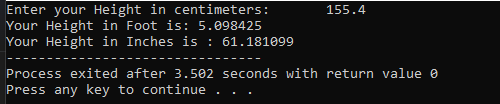 Enter your Height in centimeters:       155.4
Your Height in Foot is: 5.098425
Your Height in Inches is : 61.181099
--------------------------------
Process exited after 3.502 seconds with return value 0
Press any key to continue . . .